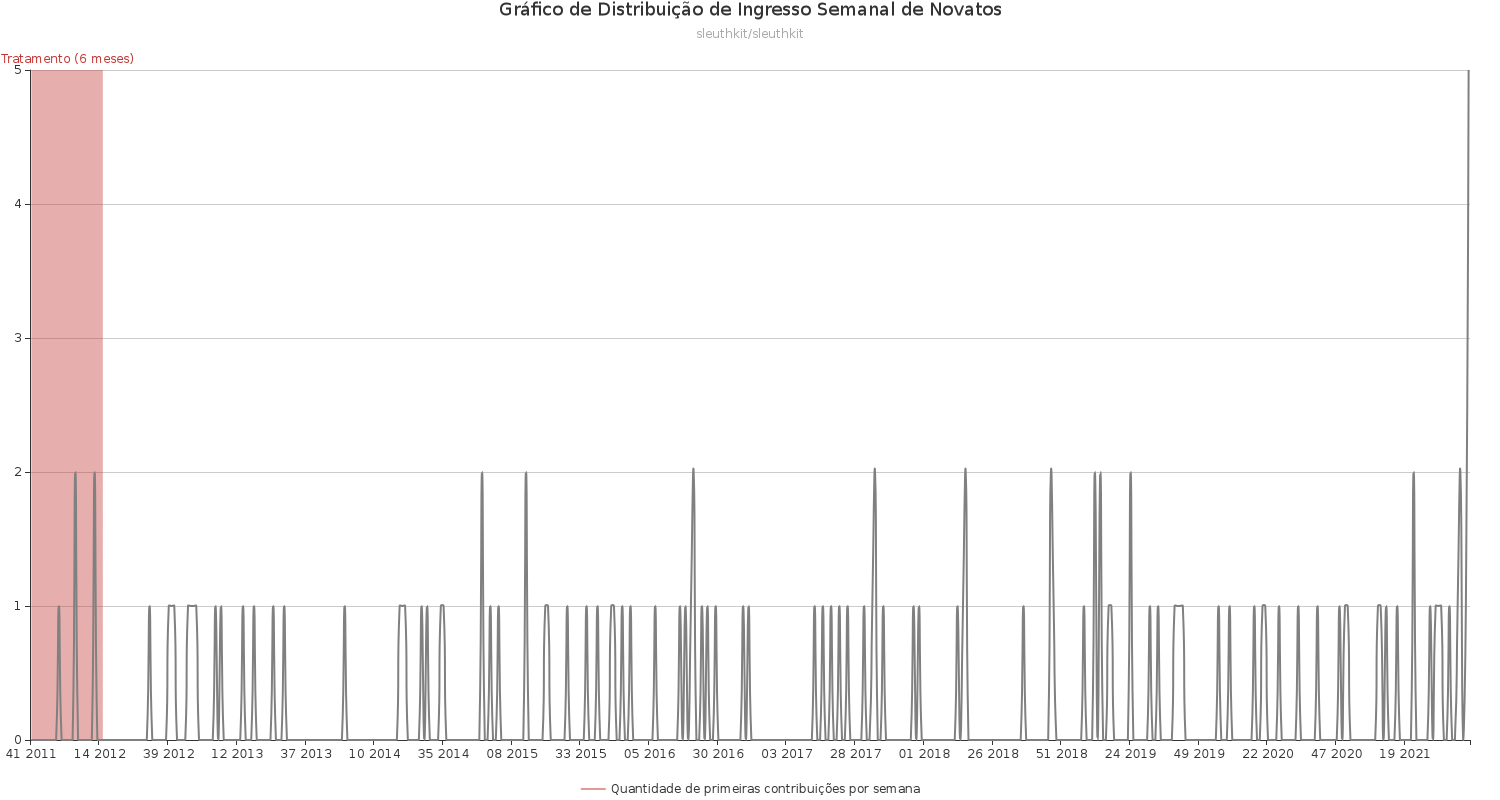 Gráfico de Distribuição de Ingresso Semanal de Novatos
sleuthkit/sleuthkit
Tratamento (6 meses)
5
4
3
2
1
0
41 2011 14 2012 39 2012 12 2013 37 2013 10 2014 35 2014 08 2015 33 2015 05 2016 30 2016 03 2017 28 2017 01 2018 26 2018 51 2018 24 2019 49 2019 22 2020 47 2020 19 2021
Quantidade de primeiras contribuições por semana